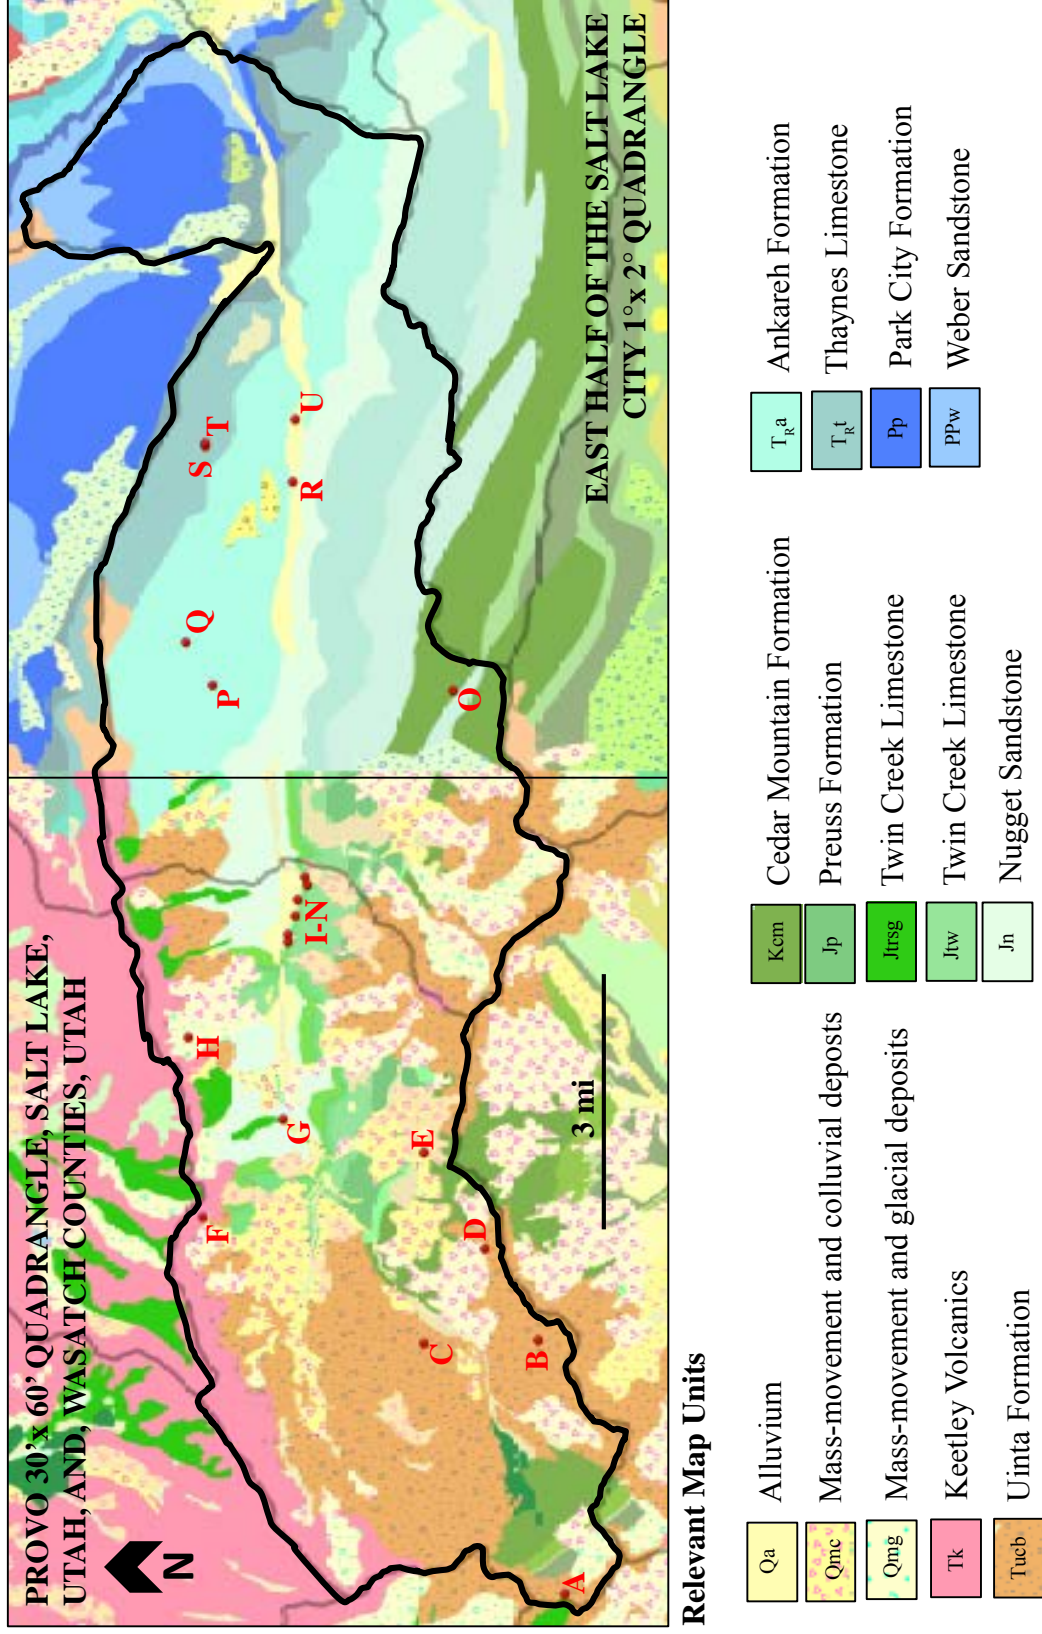 PROVO 30’x 60’ QUADRANGLE, SALT LAKE,
UTAH, AND, WASATCH COUNTIES, UTAH
N
EAST HALF OF THE SALT LAKE
CITY 1°x 2° QUADRANGLE
A
B
C
D
E
F
G
H
I-N
O
P
Q
R
S
T
U
3 mi
Relevant Map Units
Qa Alluvium
Qmc Mass-movement and colluvial deposts
Qmg Mass-movement and glacial deposits
Tk Keetley Volcanics
Tucb Uinta Formation
Kcm Cedar Mountain Formation
Jp Preuss Formation
Jtrsg Twin Creek Limestone
Jtw Twin Creek Limestone
Jn Nugget Sandstone
TRa Ankareh Formation
TRt Thaynes Limestone
Pp Park City Formation
PPw Weber Sandstone